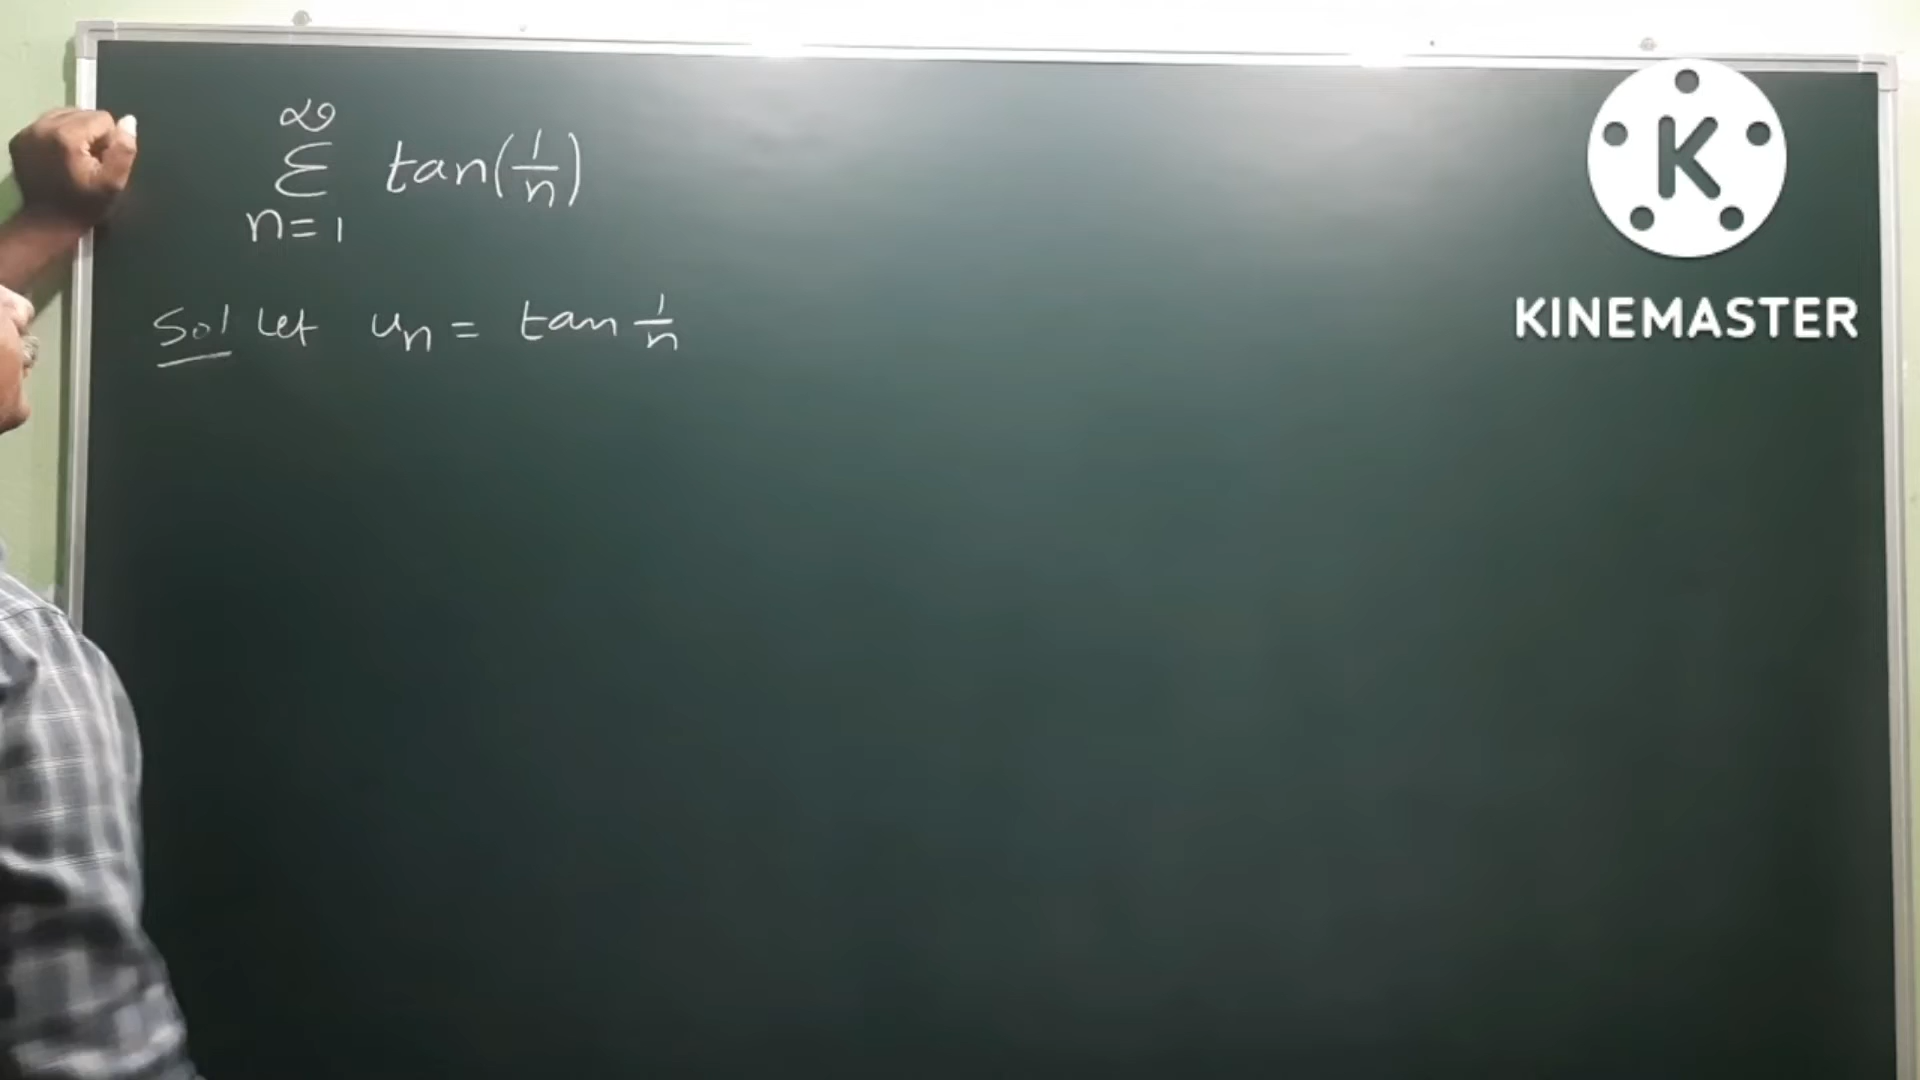 ∞
Σ tan(1/n)
n=1
Sol Let uₙ = tan 1/n
K
KINEMASTER